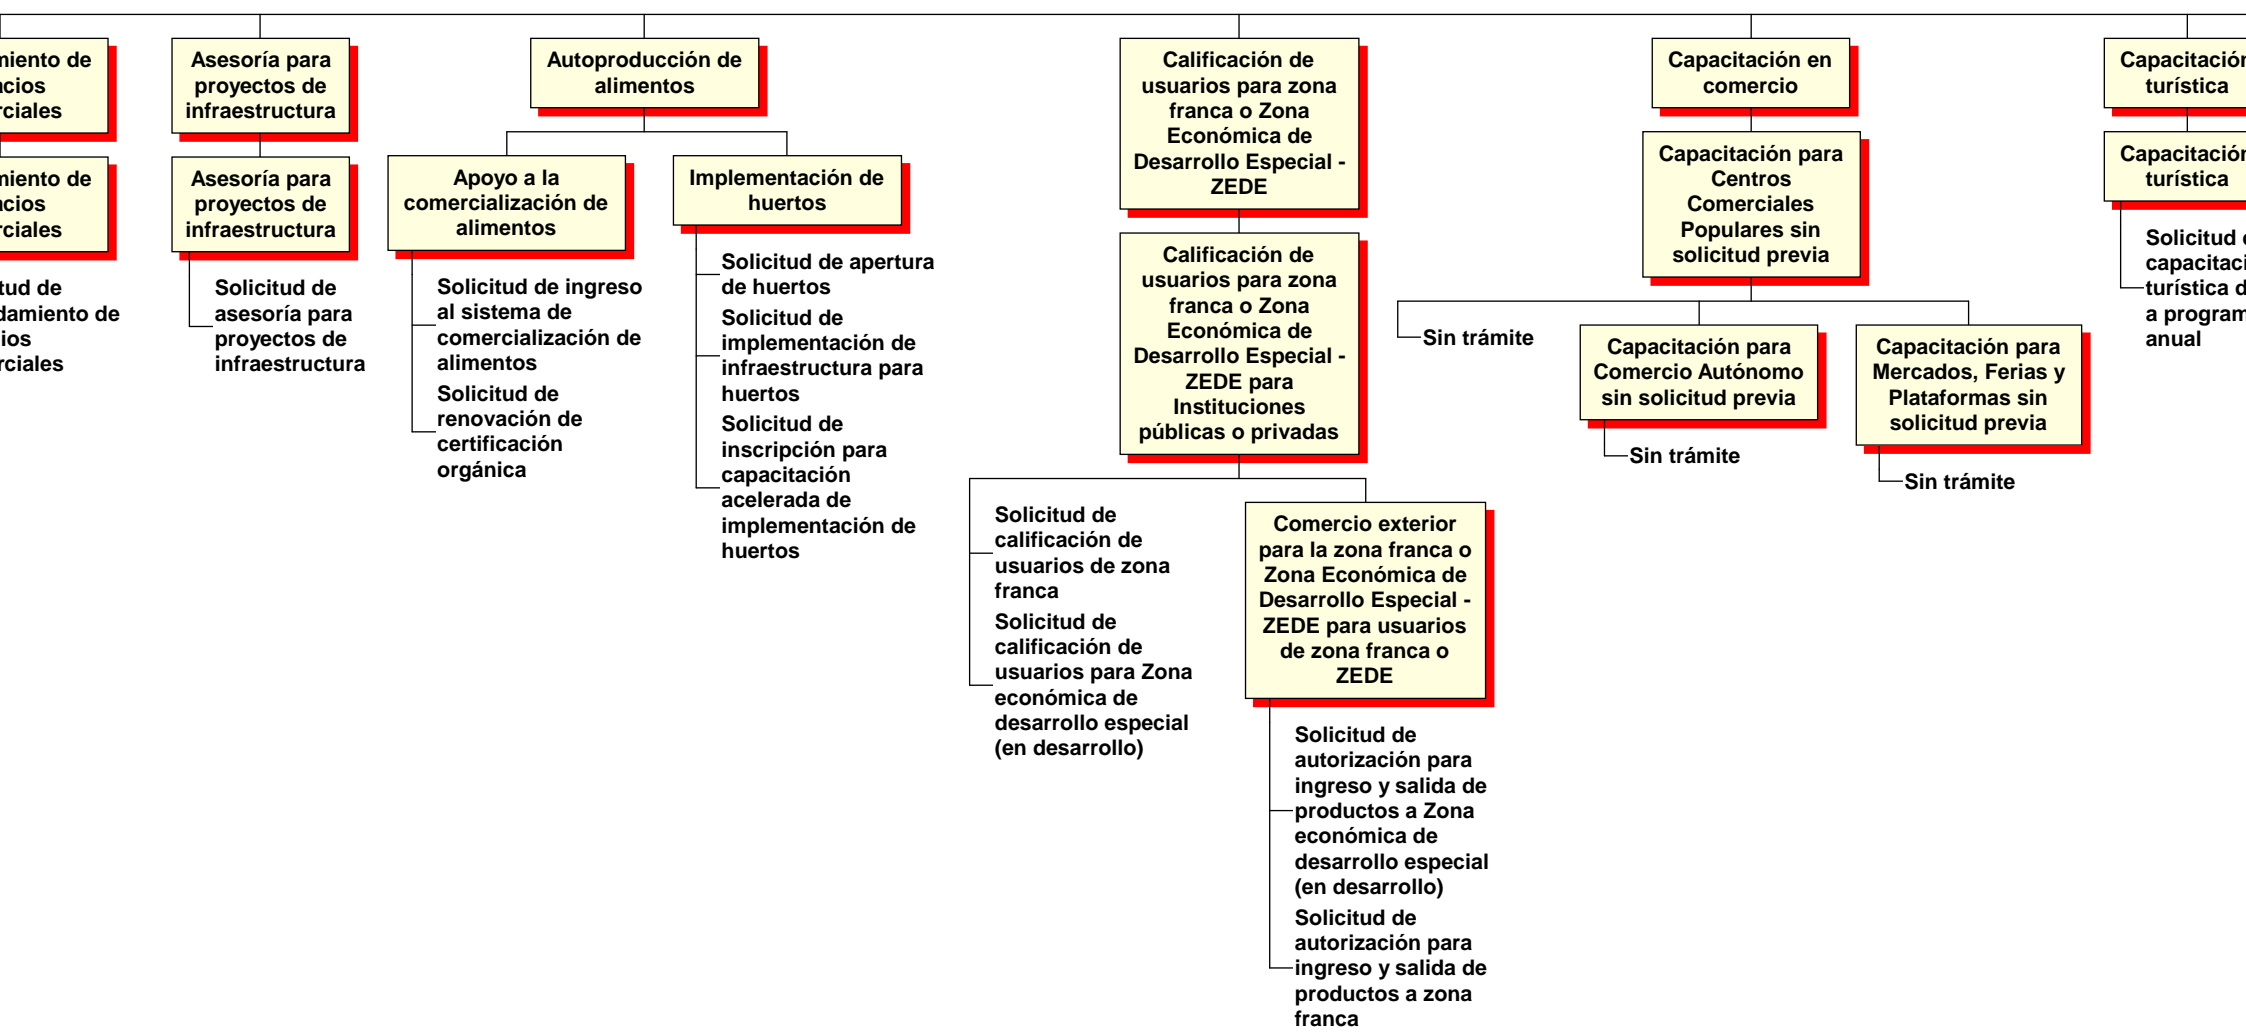 de
Asesoría para
proyectos de
infraestructura
Autoproducción de
alimentos
Calificación de
usuarios para zona
franca o Zona
Económica de
Desarrollo Especial -
ZEDE
Capacitación en
comercio
turística
de
Asesoría para
proyectos de
infraestructura
Apoyo a la
comercialización de
alimentos
Implementación de
huertos
Calificación de
usuarios para zona
franca o Zona
Económica de
Desarrollo Especial -
ZEDE para
Instituciones
públicas o privadas
Capacitación para
Centros
Comerciales
Populares sin
solicitud previa
turística
de
de
Solicitud de
asesoría para
proyectos de
infraestructura
Solicitud de ingreso
al sistema de
comercialización de
alimentos
Solicitud de
renovación de
certificación
orgánica
Solicitud de apertura
de huertos
Solicitud de
implementación de
infraestructura para
huertos
Solicitud de
inscripción para
capacitación
acelerada de
implementación de
huertos
Solicitud de
calificación de
usuarios de zona
franca
Solicitud de
calificación de
usuarios para Zona
económica de
desarrollo especial
(en desarrollo)
Comercio exterior
para la zona franca o
Zona Económica de
Desarrollo Especial -
ZEDE para usuarios
de zona franca o
ZEDE
Solicitud de
autorización para
ingreso y salida de
productos a Zona
económica de
desarrollo especial
(en desarrollo)
Solicitud de
autorización para
ingreso y salida de
productos a zona
franca
Sin trámite
Capacitación para
Comercio Autónomo
sin solicitud previa
Sin trámite
Capacitación para
Mercados, Ferias y
Plataformas sin
solicitud previa
Sin trámite
Solicitud
turística
a
anual